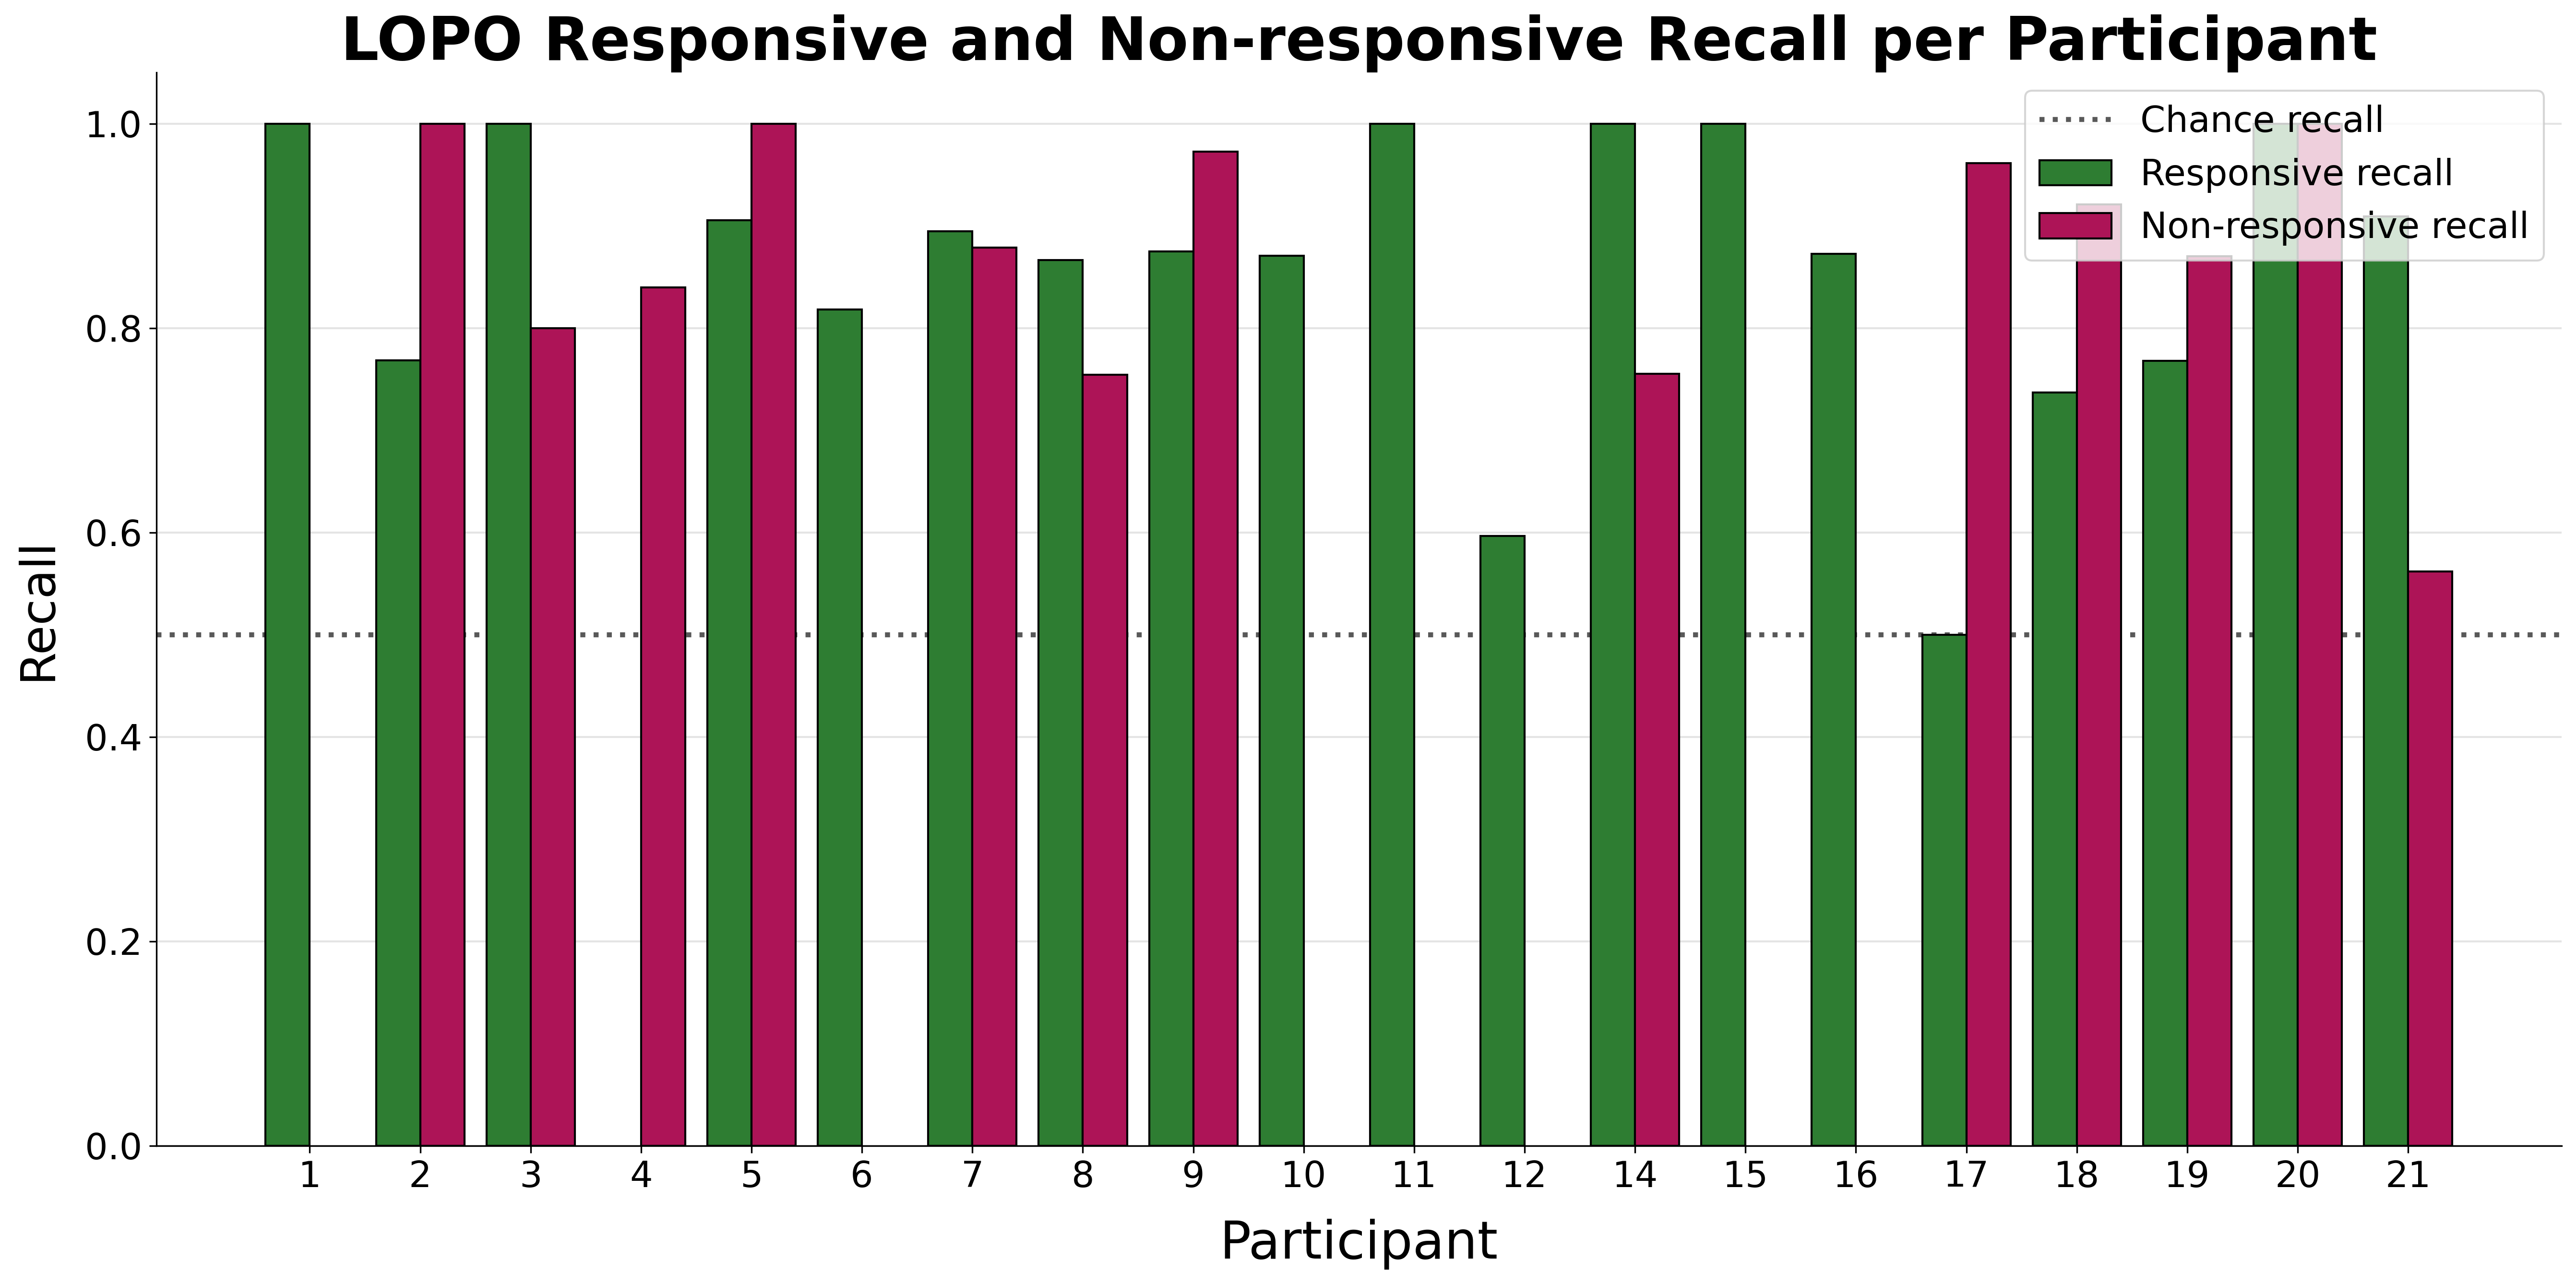 LOPO Responsive and Non-responsive Recall per Participant
Chance recall
Responsive recall
Non-responsive recall
1.0
0.8
0.6
0.4
0.2
0.0
Recall
1 2 3 4 5 6 7 8 9 10 11 12 14 15 16 17 18 19 20 21
Participant